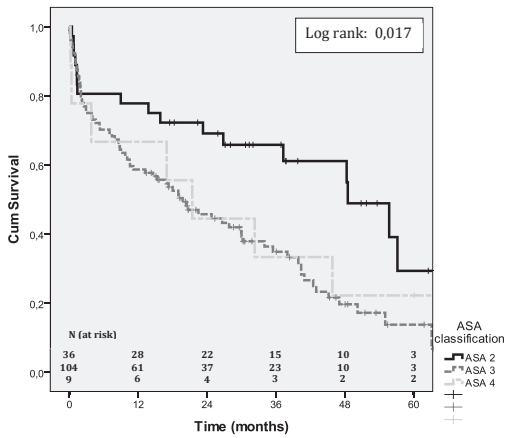 Log rank: 0,017
1,0
0,8
0,6
0,4
0,2
0,0
Cum Survival
N (at risk)
36 28 22 15 10 3
104 61 37 23 10 3
9 6 4 3 2 2
0 12 24 36 48 60
Time (months)
ASA
classification
ASA 2
ASA 3
ASA 4